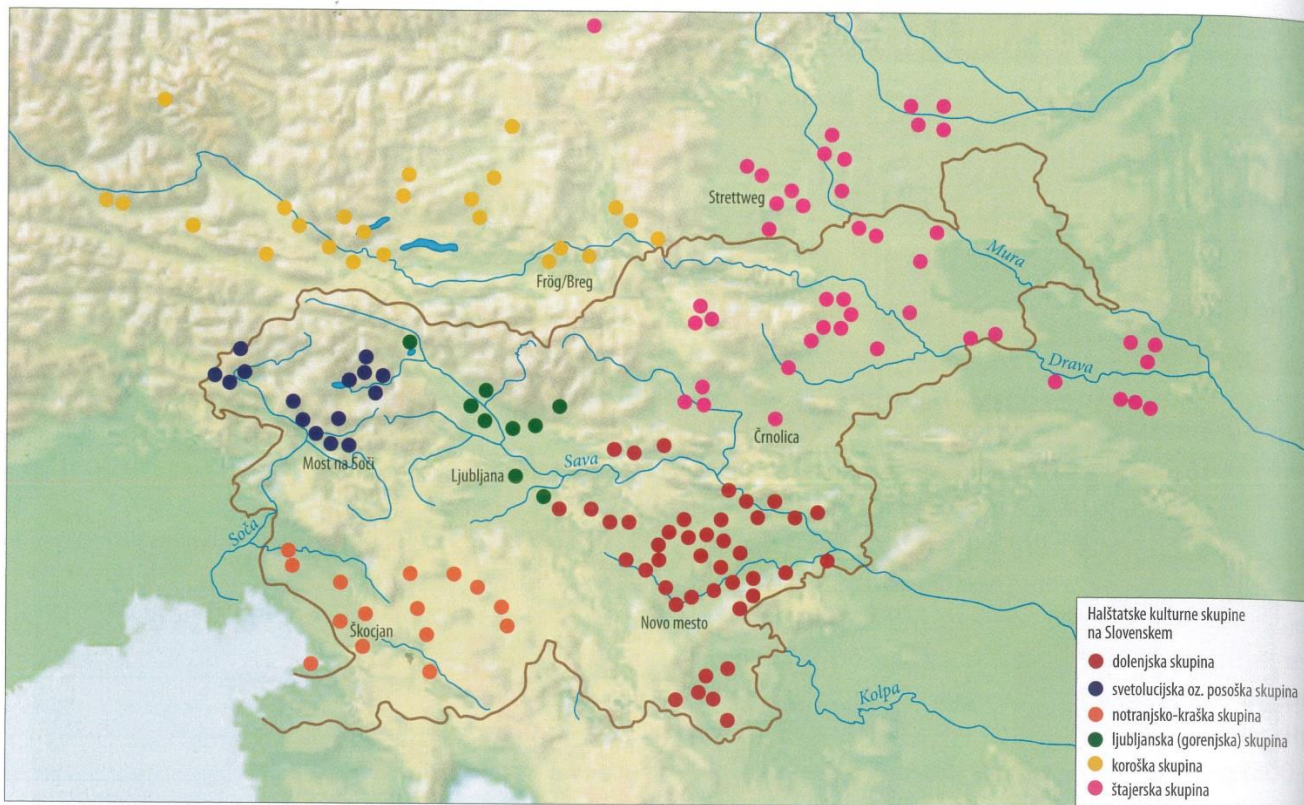 Strettweg
Mura
Frög/Breg
Drava
Črnolica
Most na Soči
Ljubljana
Sava
Soča
Škocjan
Novo mesto
Kolpa
Halštatske kulturne skupine
na Slovenskem
dolenjska skupina
svetolucijska oz. posoška skupina
notranjsko-kraška skupina
ljubljanska (gorenjska) skupina
koroška skupina
štajerska skupina